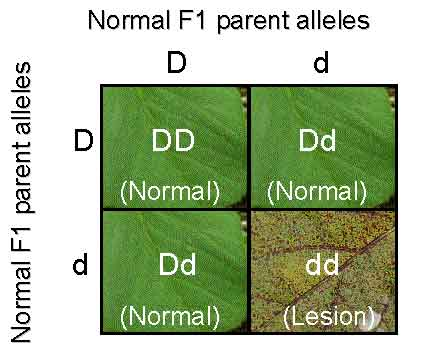 Normal F1 parent alleles
D d
Normal F1 parent alleles
D
DD
(Normal)
Dd
(Normal)
d
Dd
(Normal)
dd
(Lesion)